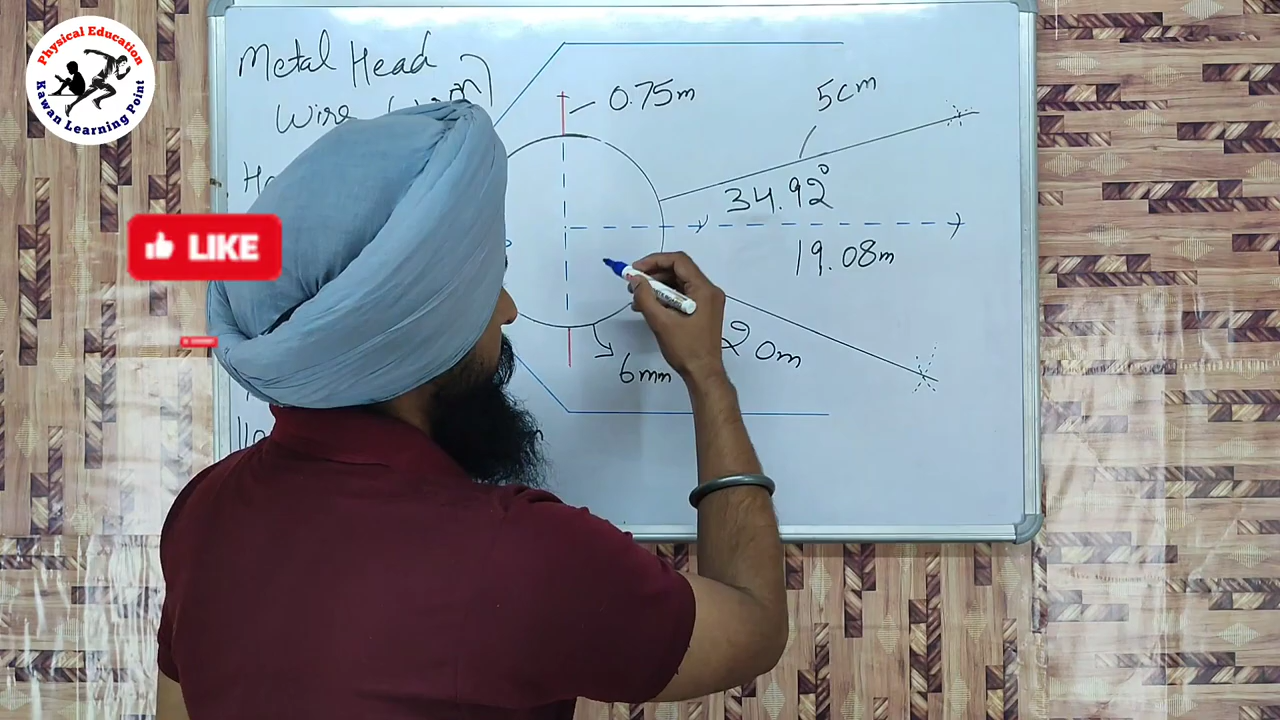 Physical Education
Kawan Learning Point
LIKE
Metal Head
Wire
0.75m
5cm
34.92°
19.08m
20m
6mm